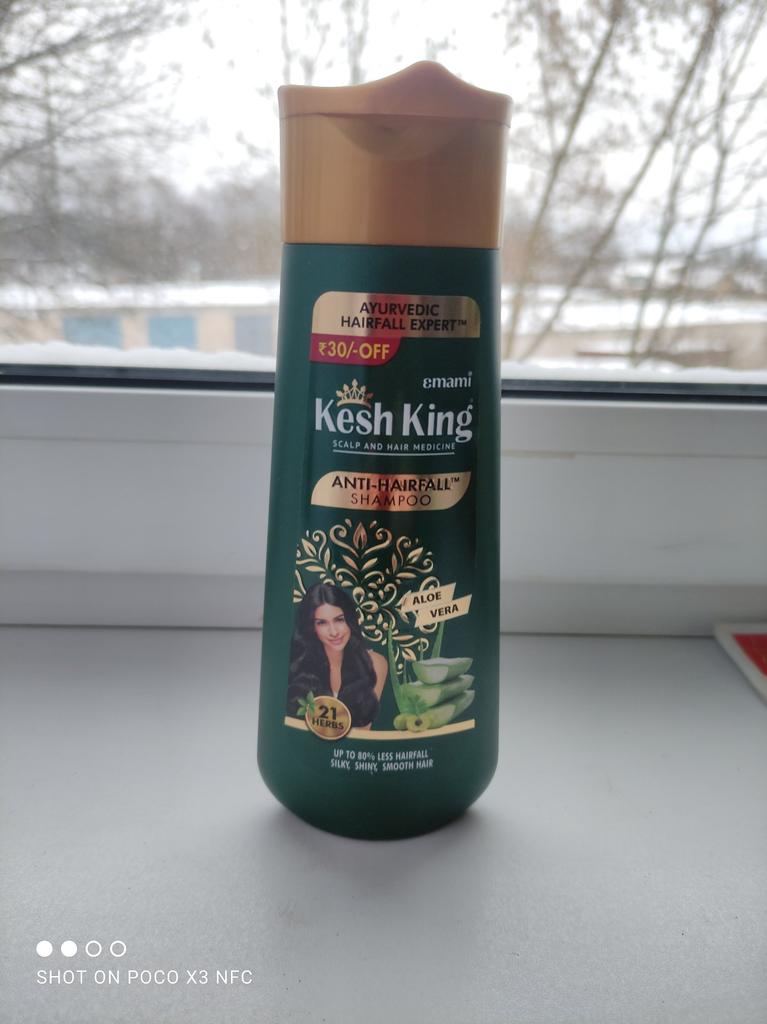 AYURVEDIC
HAIRFALL EXPERT™
₹30/-OFF
emami®
Kesh King®
SCALP AND HAIR MEDICINE
ANTI-HAIRFALL™
SHAMPOO
ALOE
VERA
21
HERBS
UP TO 80% LESS HAIRFALL
SILKY, SHINY, SMOOTH HAIR
SHOT ON POCO X3 NFC